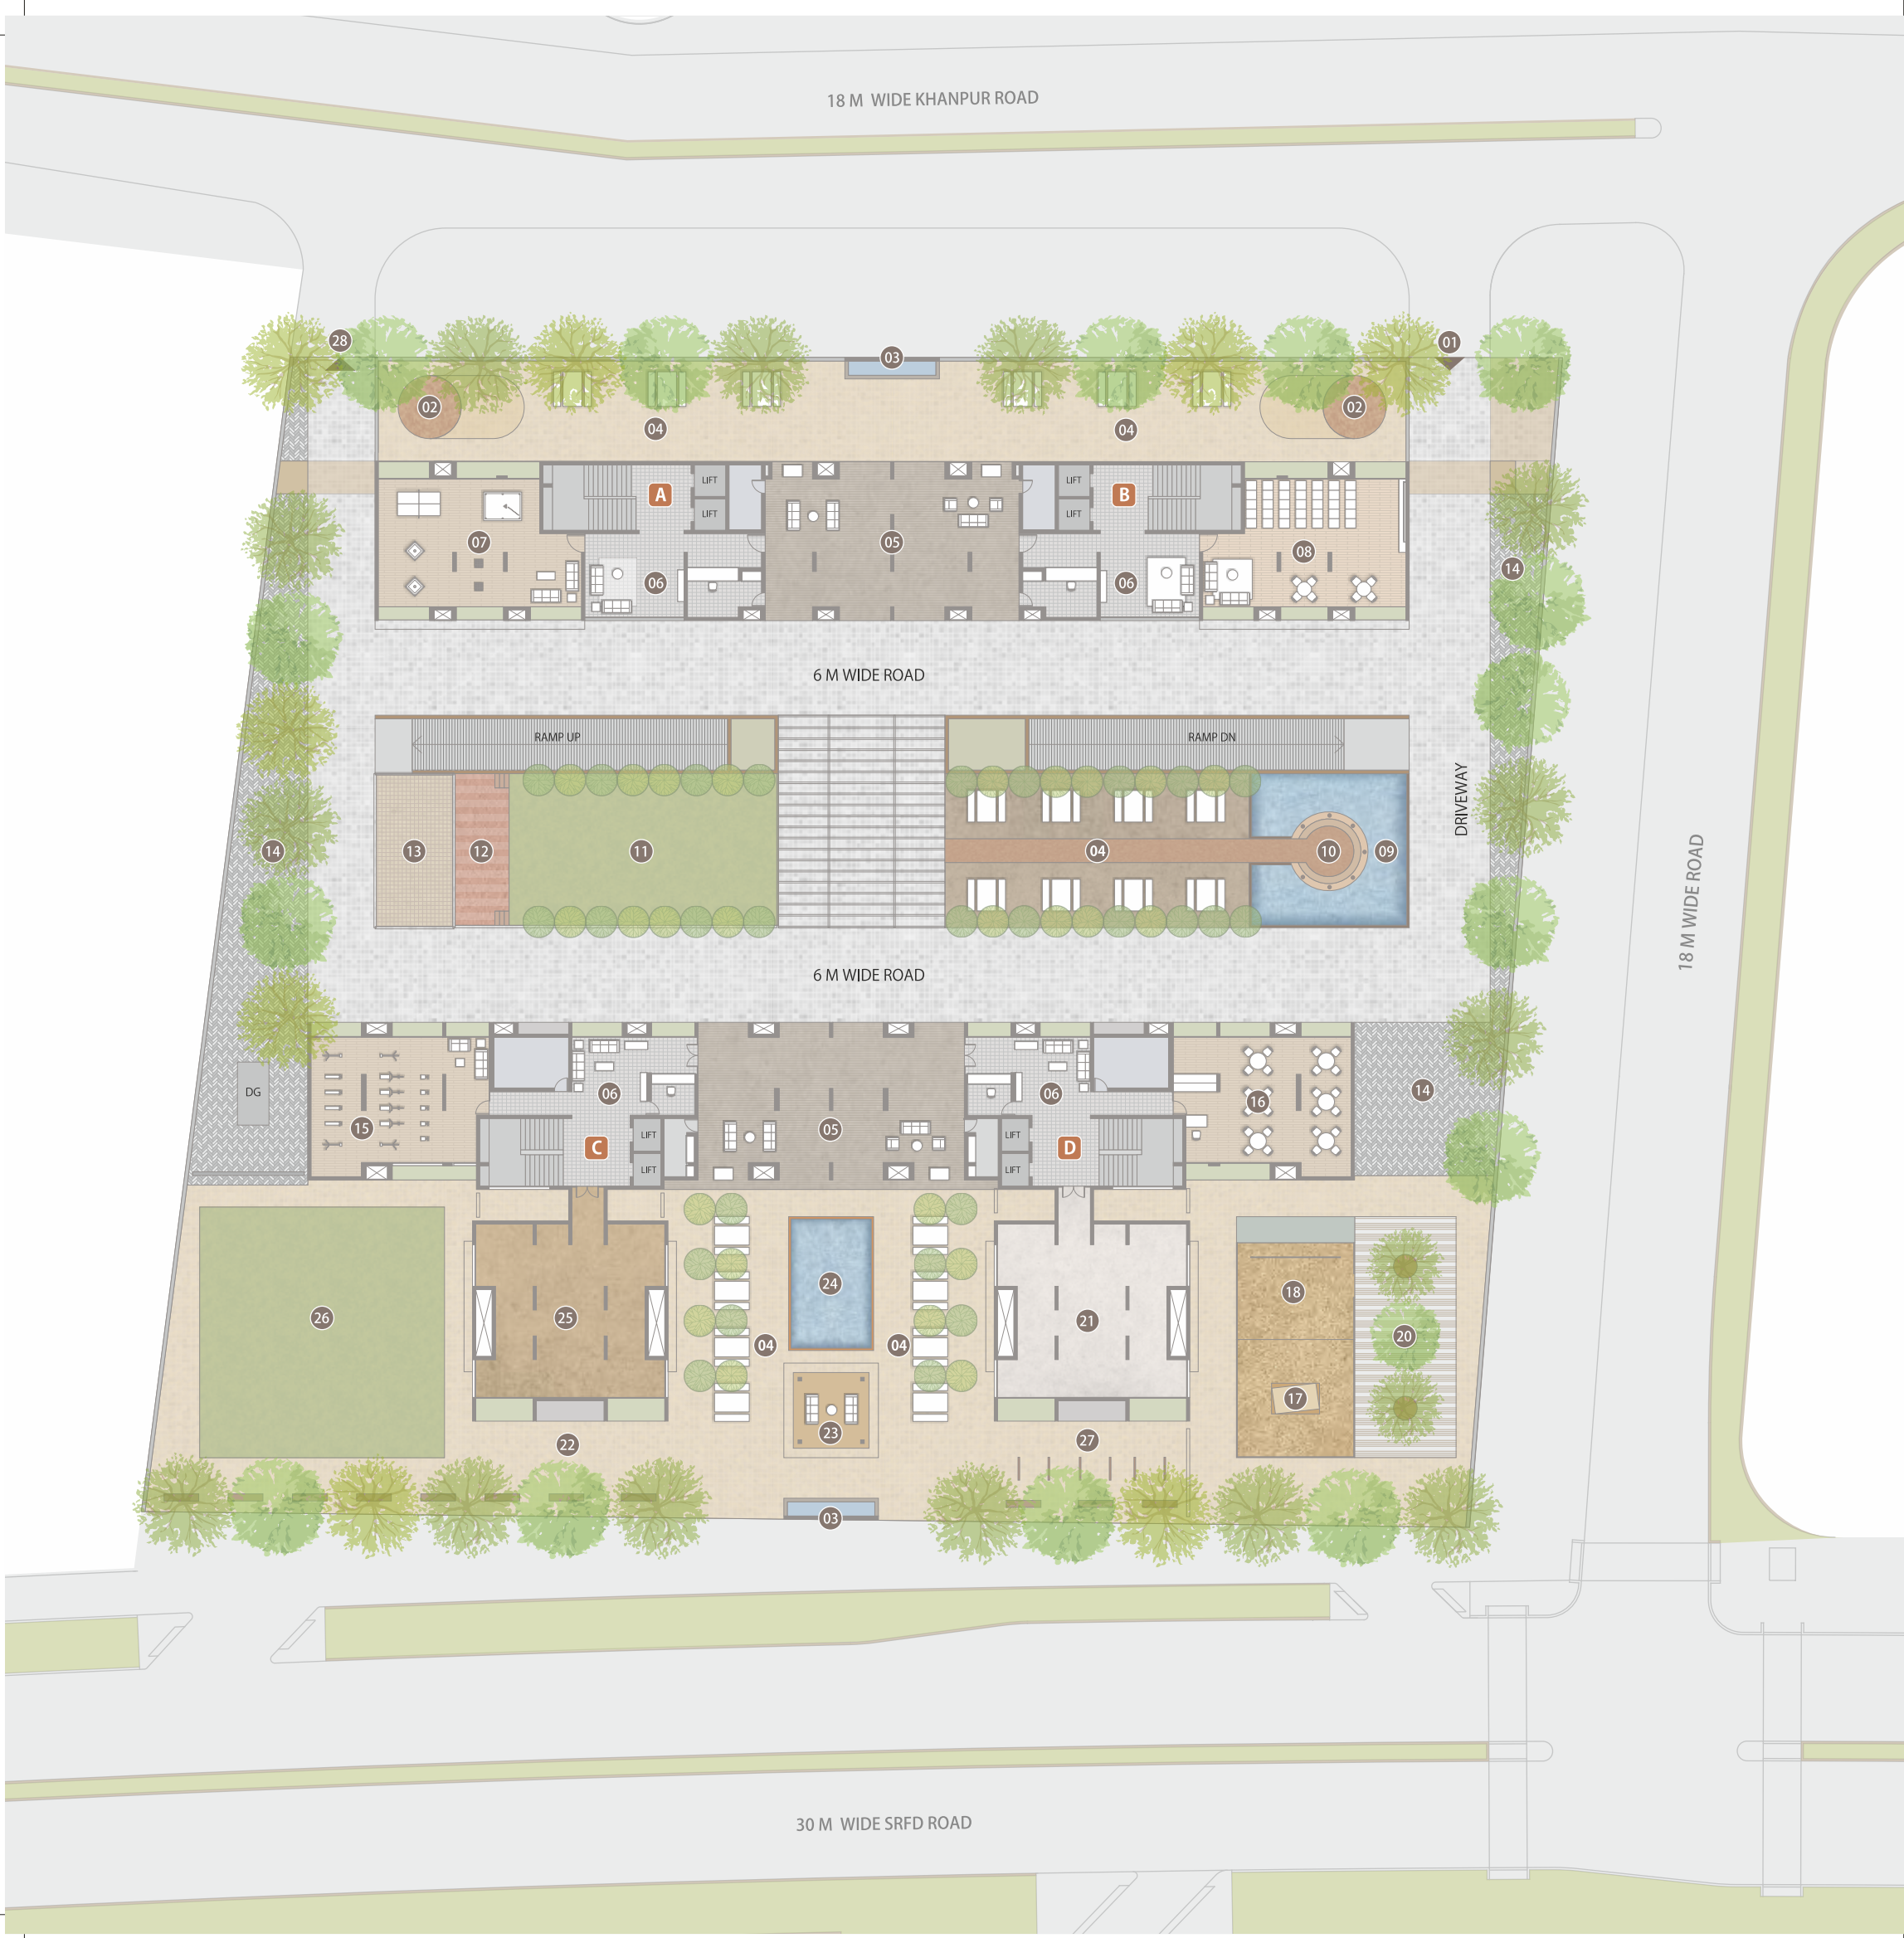 18 M WIDE KHANPUR ROAD
28
03
01
02
02
04
04
A
LIFT
LIFT
B
LIFT
LIFT
07
05
08
06
06
14
6 M WIDE ROAD
RAMP UP
RAMP DN
DRIVEWAY
14
13
12
11
04
10
09
18 M WIDE ROAD
6 M WIDE ROAD
DG
15
06
05
06
16
14
C
LIFT
LIFT
D
LIFT
LIFT
26
25
24
21
18
20
04
04
17
23
22
27
03
30 M WIDE SRFD ROAD